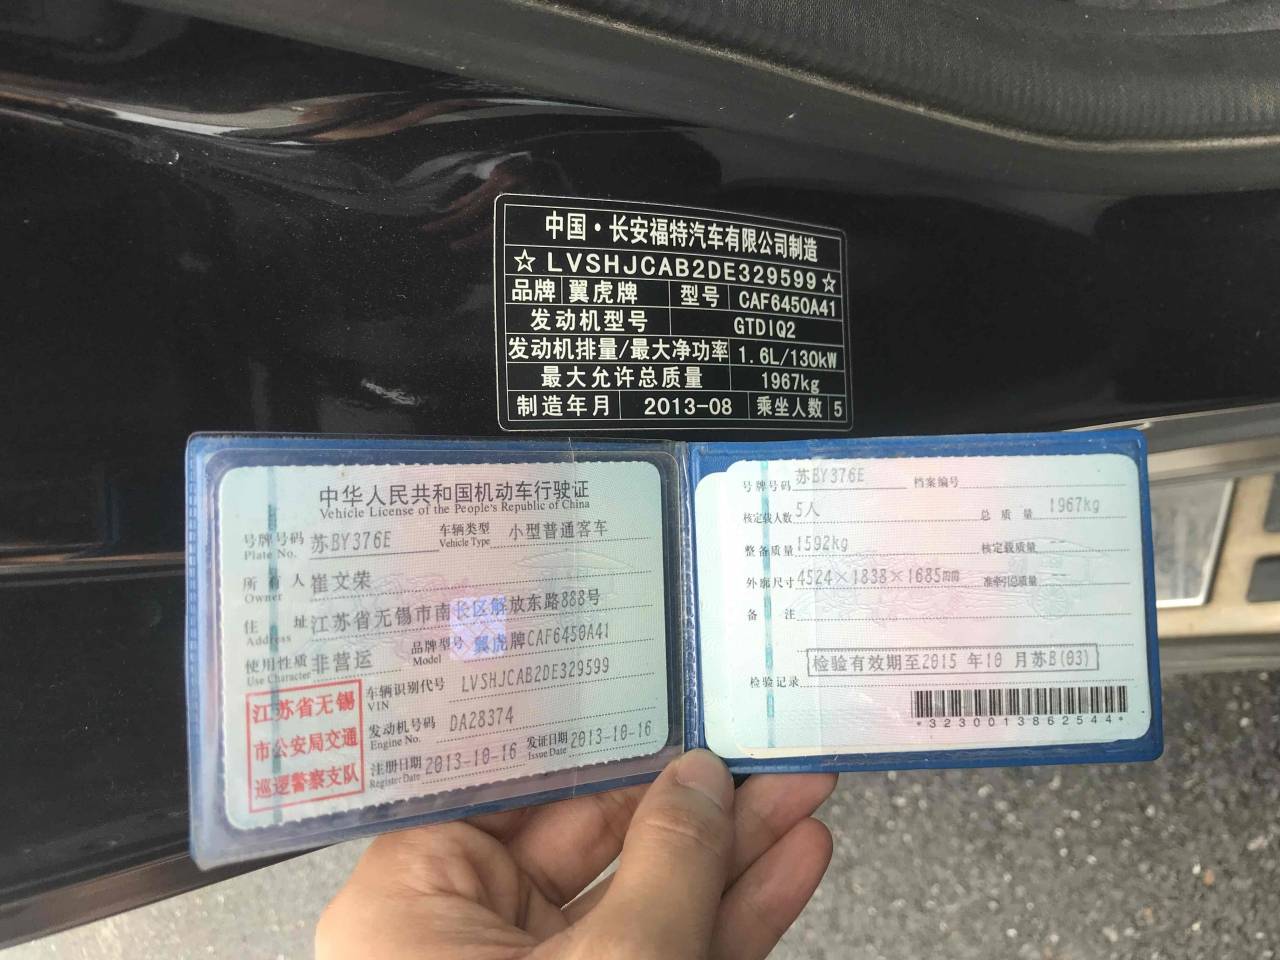 中国·长安福特汽车有限公司制造
☆LVSHJCAB2DE329599☆
品牌 翼虎牌 型号 CAF6450A41
发动机型号 GTDIQ2
发动机排量/最大净功率 1.6L/130kW
最大允许总质量 1967kg
制造年月 2013-08 乘坐人数 5
中华人民共和国机动车行驶证
Vehicle License of the People's Republic of China
号牌号码 苏BY376E 车辆类型 小型普通客车
Plate No. Vehicle Type
所有人 崔文荣
Owner
住址 江苏省无锡市南长区解放东路888号
Address
使用性质 非营运 品牌型号 翼虎牌CAF6450A41
Use Character Model
江苏省无锡
市公安局交通
巡逻警察支队
车辆识别代号 LVSHJCAB2DE329599
VIN
发动机号码 DA28374
Engine No.
注册日期 2013-10-16 发证日期 2013-10-16
Register Date Issue Date
号牌号码 苏BY376E 档案编号
核定载人数 5人 总质量 1967kg
整备质量 1592kg 核定载质量 --
外廓尺寸 4524×1838×1685mm 准牵引总质量 --
备注
检验有效期至2015年10月苏B(03)
检验记录
*3230013862544*